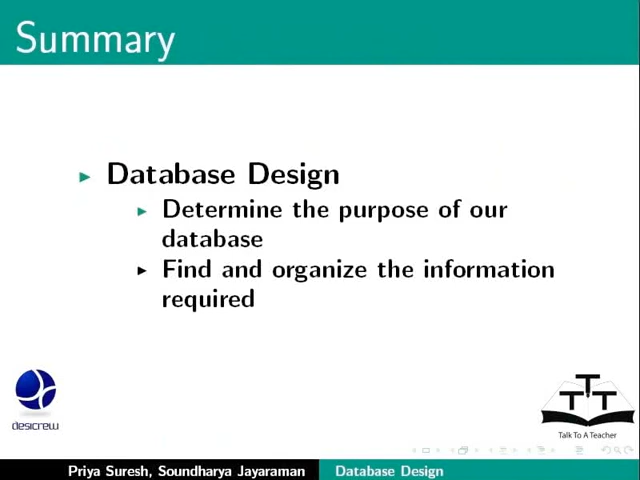 Summary
Database Design
Determine the purpose of our
database
Find and organize the information
required
desicrew
TTT
Talk To A Teacher
Priya Suresh, Soundharya Jayaraman
Database Design